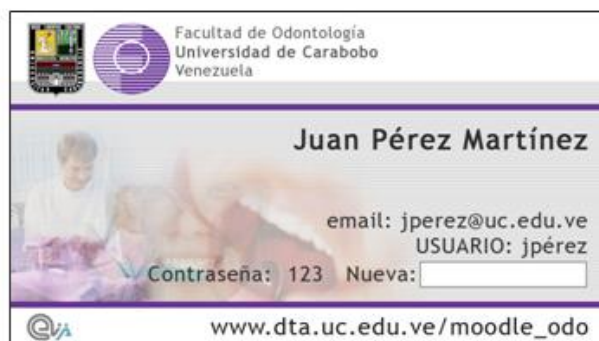 Facultad de Odontología
Universidad de Carabobo
Venezuela
Juan Pérez Martínez
email: jperez@uc.edu.ve
USUARIO: jpérez
Contraseña: 123 Nueva:
www.dta.uc.edu.ve/moodle_odo